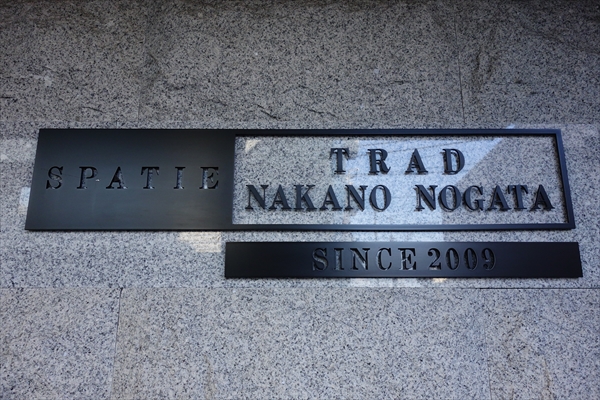 SPATIE
TRAD
NAKANO NOGATA
SINCE 2009